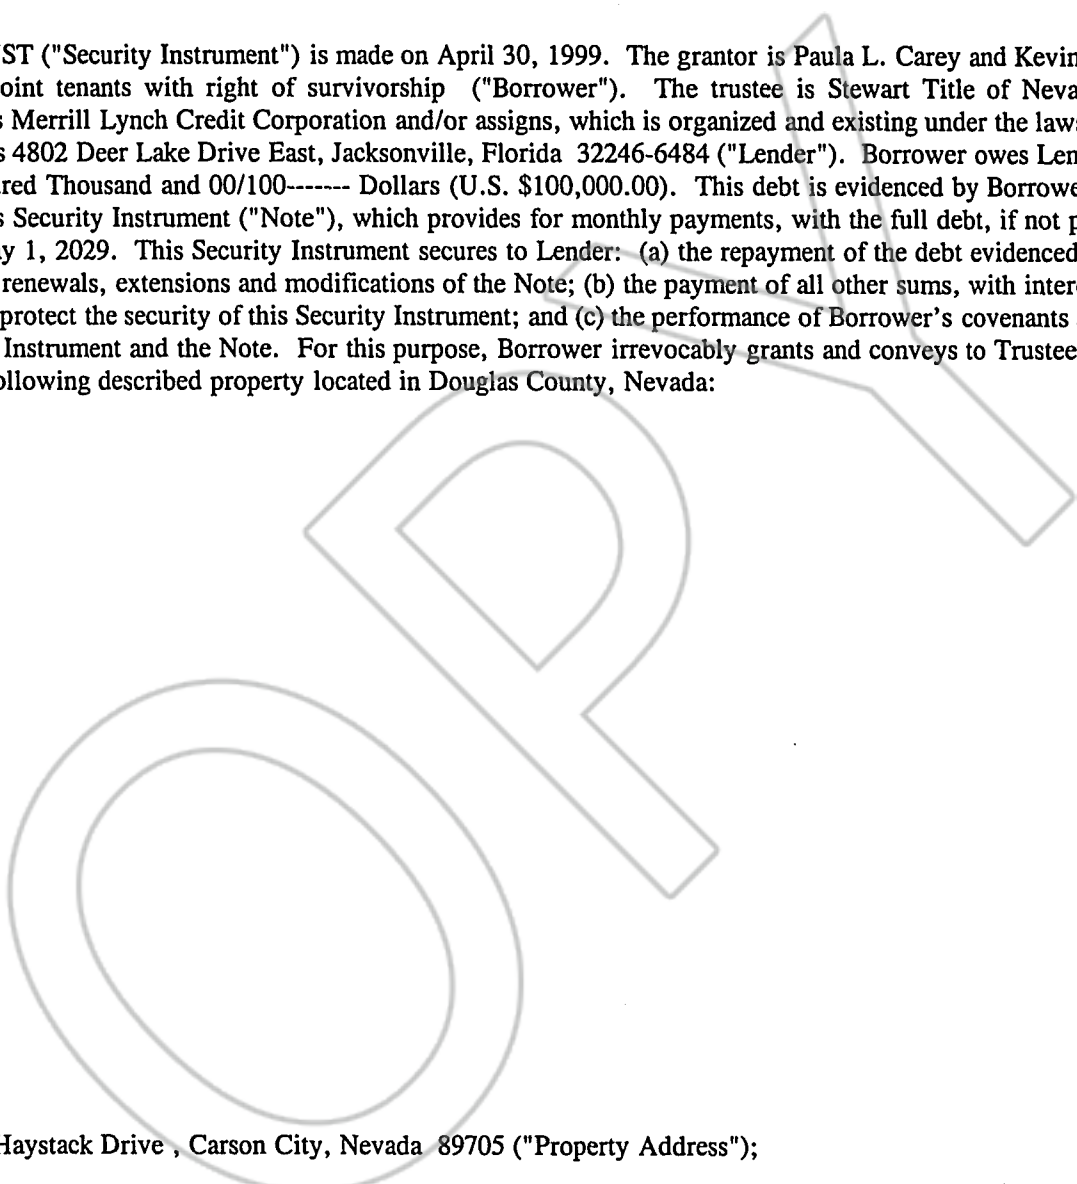 ST ("Security Instrument") is made on April 30, 1999. The grantor is Paula L. Carey and Kevin
oint tenants with right of survivorship ("Borrower"). The trustee is Stewart Title of Neva
s Merrill Lynch Credit Corporation and/or assigns, which is organized and existing under the law
s 4802 Deer Lake Drive East, Jacksonville, Florida 32246-6484 ("Lender"). Borrower owes Len
red Thousand and 00/100------- Dollars (U.S. $100,000.00). This debt is evidenced by Borrowe
s Security Instrument ("Note"), which provides for monthly payments, with the full debt, if not p
y 1, 2029. This Security Instrument secures to Lender: (a) the repayment of the debt evidenced
renewals, extensions and modifications of the Note; (b) the payment of all other sums, with inter
protect the security of this Security Instrument; and (c) the performance of Borrower's covenants
Instrument and the Note. For this purpose, Borrower irrevocably grants and conveys to Trustee
ollowing described property located in Douglas County, Nevada:
OPY
Haystack Drive , Carson City, Nevada 89705 ("Property Address");